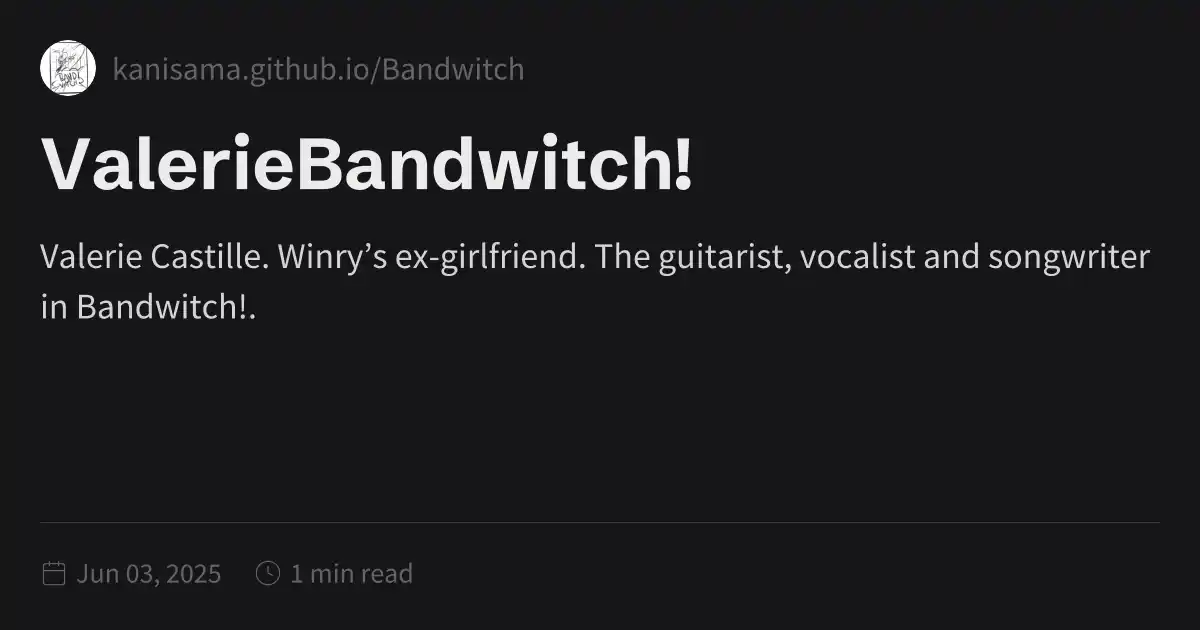 kanisama.github.io/Bandwitch
ValerieBandwitch!
Valerie Castille. Winry’s ex-girlfriend. The guitarist, vocalist and songwriter
in Bandwitch!.
Jun 03, 2025
1 min read